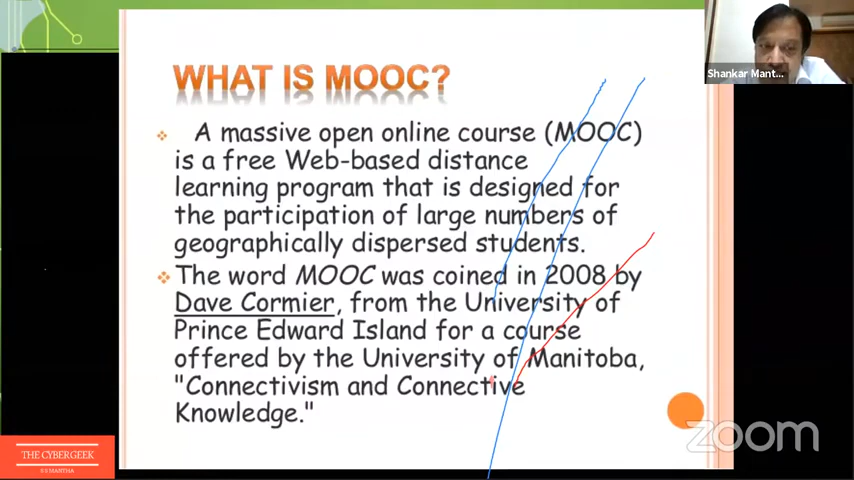 Shankar Mant...
WHAT IS MOOC?
A massive open online course (MOOC)
is a free Web-based distance
learning program that is designed for
the participation of large numbers of
geographically dispersed students.
The word MOOC was coined in 2008 by
Dave Cormier, from the University of
Prince Edward Island for a course
offered by the University of Manitoba,
"Connectivism and Connective
Knowledge."
zoom
THE CYBERGEEK
S S MANTHA